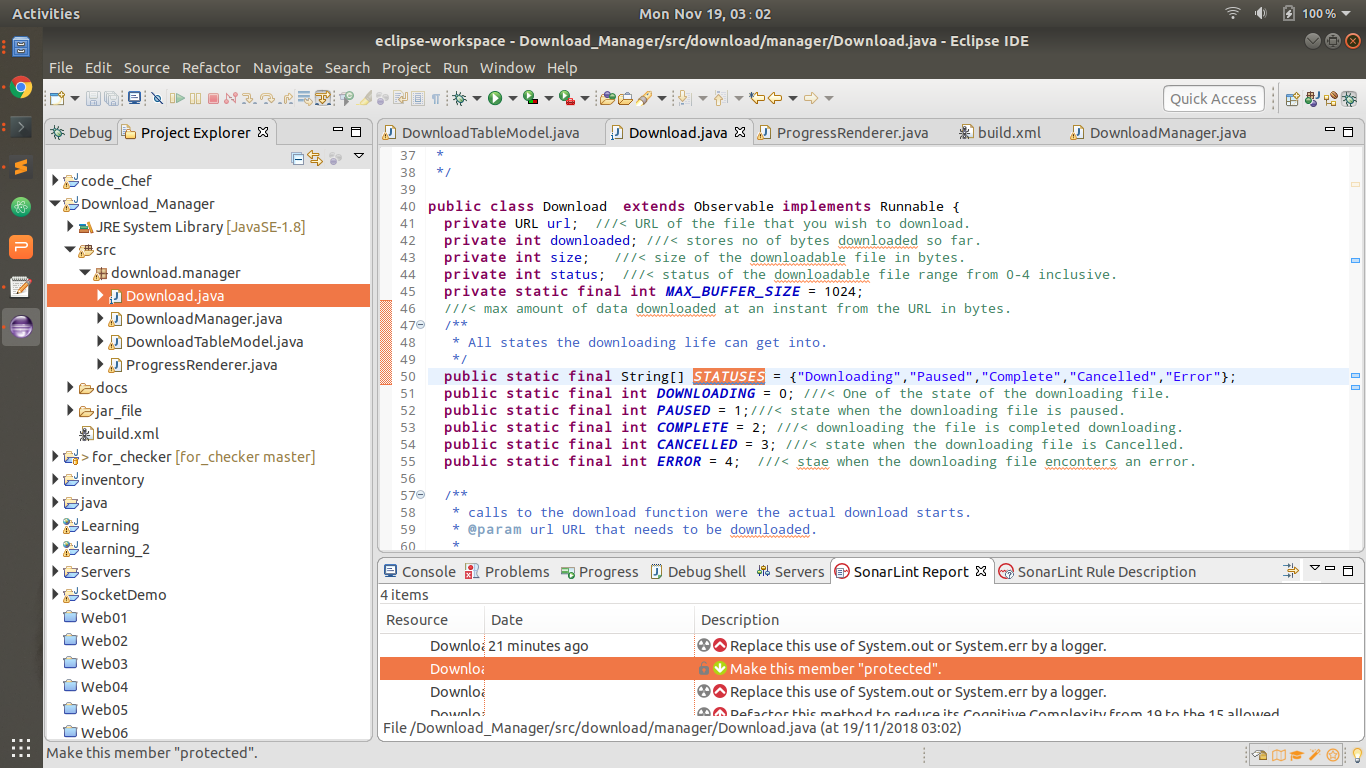 Activities
Mon Nov 19, 03 : 02
100 %
eclipse-workspace - Download_Manager/src/download/manager/Download.java - Eclipse IDE
File Edit Source Refactor Navigate Search Project Run Window Help
Quick Access
Debug
Project Explorer
code_Chef
Download_Manager
JRE System Library [JavaSE-1.8]
src
download.manager
Download.java
DownloadManager.java
DownloadTableModel.java
ProgressRenderer.java
docs
jar_file
build.xml
> for_checker [for_checker master]
inventory
java
Learning
learning_2
Servers
SocketDemo
Web01
Web02
Web03
Web04
Web05
Web06
DownloadTableModel.java
Download.java
ProgressRenderer.java
build.xml
DownloadManager.java
37 *
38 */
39
40 public class Download  extends Observable implements Runnable {
41 private URL url;  ///< URL of the file that you wish to download.
42 private int downloaded; ///< stores no of bytes downloaded so far.
43 private int size;   ///< size of the downloadable file in bytes.
44 private int status;  ///< status of the downloadable file range from 0-4 inclusive.
45 private static final int MAX_BUFFER_SIZE = 1024;
46 ///< max amount of data downloaded at an instant from the URL in bytes.
47 /**
48 * All states the downloading life can get into.
49 */
50 public static final String[] STATUSES = {"Downloading","Paused","Complete","Cancelled","Error"};
51 public static final int DOWNLOADING = 0; ///< One of the state of the downloading file.
52 public static final int PAUSED = 1;///< state when the downloading file is paused.
53 public static final int COMPLETE = 2; ///< downloading the file is completed downloading.
54 public static final int CANCELLED = 3; ///< state when the downloading file is Cancelled.
55 public static final int ERROR = 4;  ///< stae when the downloading file enconters an error.
56
57 /**
58 * calls to the download function were the actual download starts.
59 * @param url URL that needs to be downloaded.
60 *
Console
Problems
Progress
Debug Shell
Servers
SonarLint Report
SonarLint Rule Description
4 items
Resource Date Description
Downloa 21 minutes ago Replace this use of System.out or System.err by a logger.
Downloa Make this member "protected".
Downloa Replace this use of System.out or System.err by a logger.
Downloa Refactor this method to reduce its Cognitive Complexity from 19 to the 15 allowed.
File /Download_Manager/src/download/manager/Download.java (at 19/11/2018 03:02)
Make this member "protected".